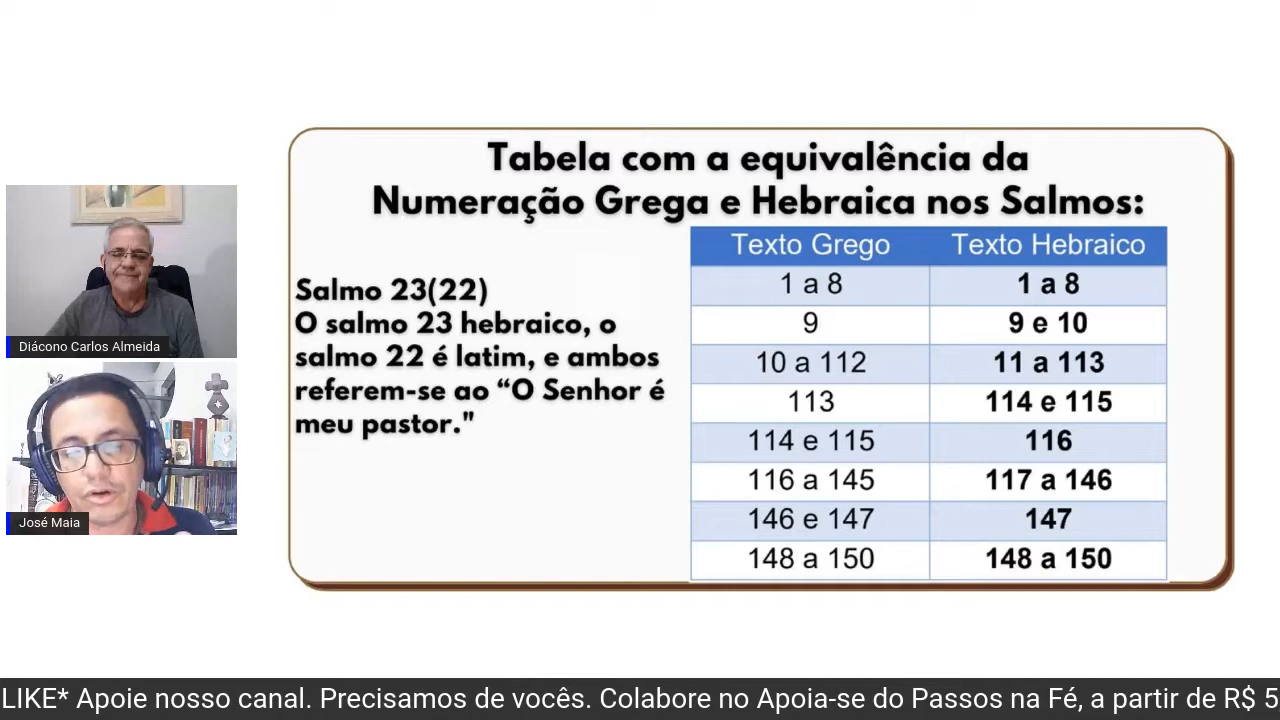 Tabela com a equivalência da
Numeração Grega e Hebraica nos Salmos:
Salmo 23(22)
O salmo 23 hebraico, o
salmo 22 é latim, e ambos
referem-se ao “O Senhor é
meu pastor."
Texto Grego Texto Hebraico
1 a 8 1 a 8
9 9 e 10
10 a 112 11 a 113
113 114 e 115
114 e 115 116
116 a 145 117 a 146
146 e 147 147
148 a 150 148 a 150
Diácono Carlos Almeida
José Maia
LIKE* Apoie nosso canal. Precisamos de vocês. Colabore no Apoia-se do Passos na Fé, a partir de R$ 5